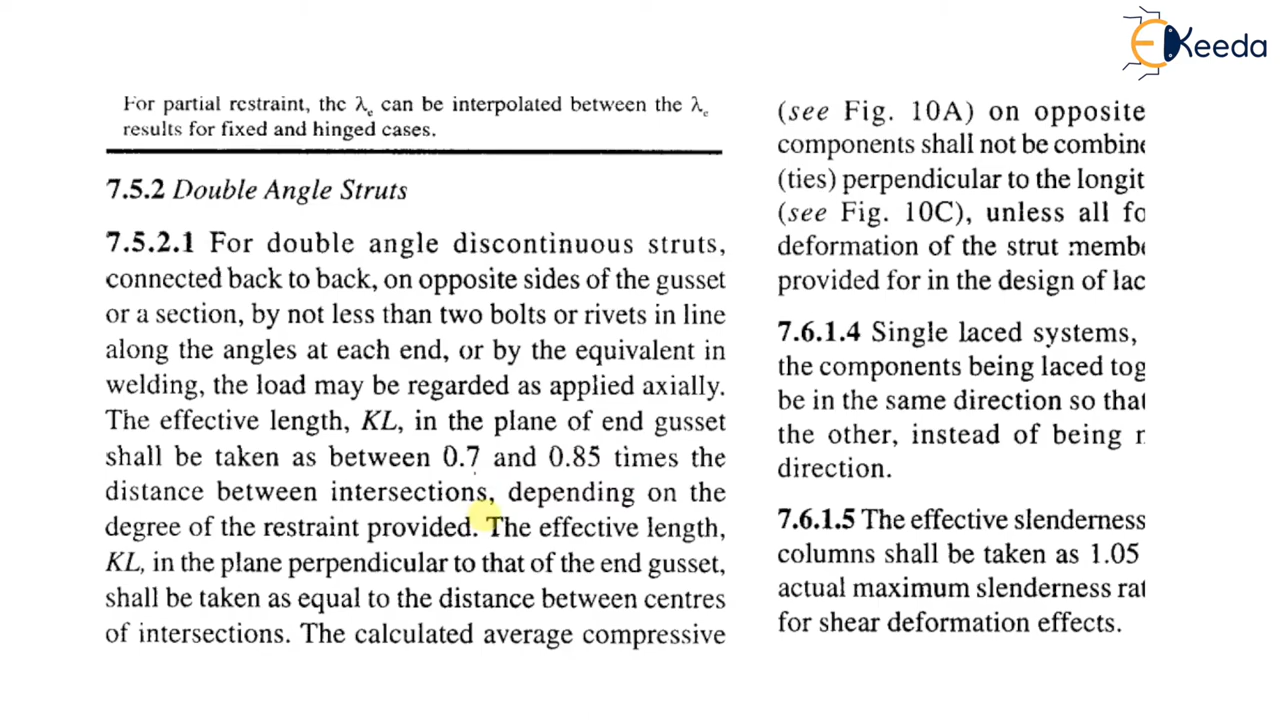 EKeeda
For partial restraint, the λc can be interpolated between the λc
results for fixed and hinged cases.
7.5.2 Double Angle Struts
7.5.2.1 For double angle discontinuous struts,
connected back to back, on opposite sides of the gusset
or a section, by not less than two bolts or rivets in line
along the angles at each end, or by the equivalent in
welding, the load may be regarded as applied axially.
The effective length, KL, in the plane of end gusset
shall be taken as between 0.7 and 0.85 times the
distance between intersections, depending on the
degree of the restraint provided. The effective length,
KL, in the plane perpendicular to that of the end gusset,
shall be taken as equal to the distance between centres
of intersections. The calculated average compressive
(see Fig. 10A) on opposite
components shall not be combine
(ties) perpendicular to the longit
(see Fig. 10C), unless all fo
deformation of the strut membe
provided for in the design of lac
7.6.1.4 Single laced systems,
the components being laced tog
be in the same direction so that
the other, instead of being
direction.
7.6.1.5 The effective slenderness
columns shall be taken as 1.05
actual maximum slenderness rat
for shear deformation effects.